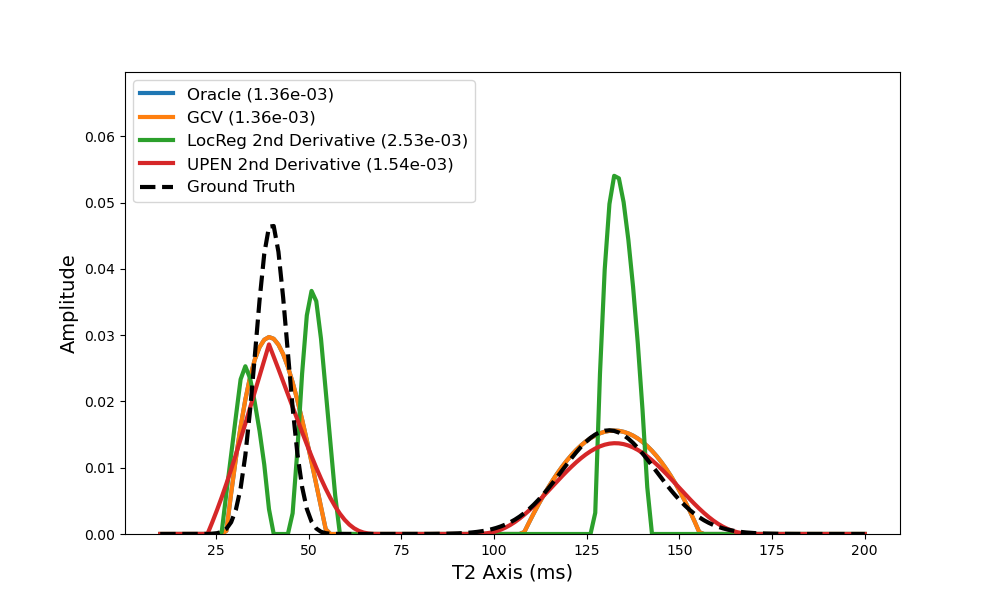 Oracle (1.36e-03)
GCV (1.36e-03)
LocReg 2nd Derivative (2.53e-03)
UPEN 2nd Derivative (1.54e-03)
Ground Truth
Amplitude
0.06
0.05
0.04
0.03
0.02
0.01
0.00
25 50 75 100 125 150 175 200
T2 Axis (ms)